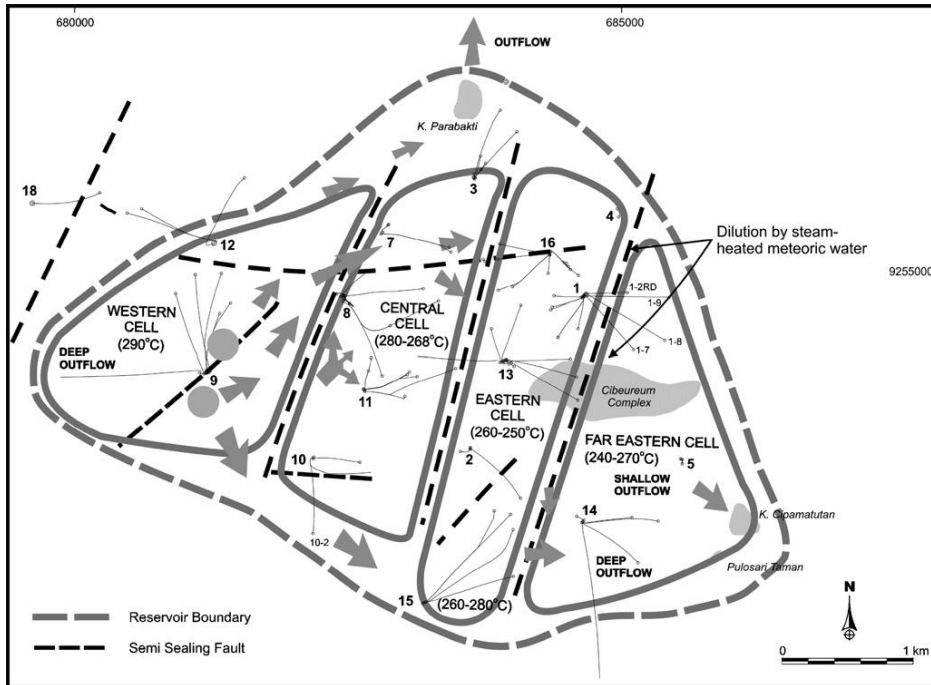 680000
685000
OUTFLOW
K. Parabakti
18
3
12
7
4
16
Dilution by steam-
heated meteoric water
9255000
1
1-2RD
1-9
WESTERN
CELL
(290°C)
8
CENTRAL
CELL
(280-268°C)
1-7
1-8
DEEP
OUTFLOW
9
11
13
Cibeureum
Complex
EASTERN
CELL
(260-250°C)
FAR EASTERN CELL
(240-270°C)
5
10
2
SHALLOW
OUTFLOW
14
K. Cipamatutan
10-2
DEEP
OUTFLOW
Pulosari Taman
15
(260-280°C)
N
Reservoir Boundary
Semi Sealing Fault
0
1 km